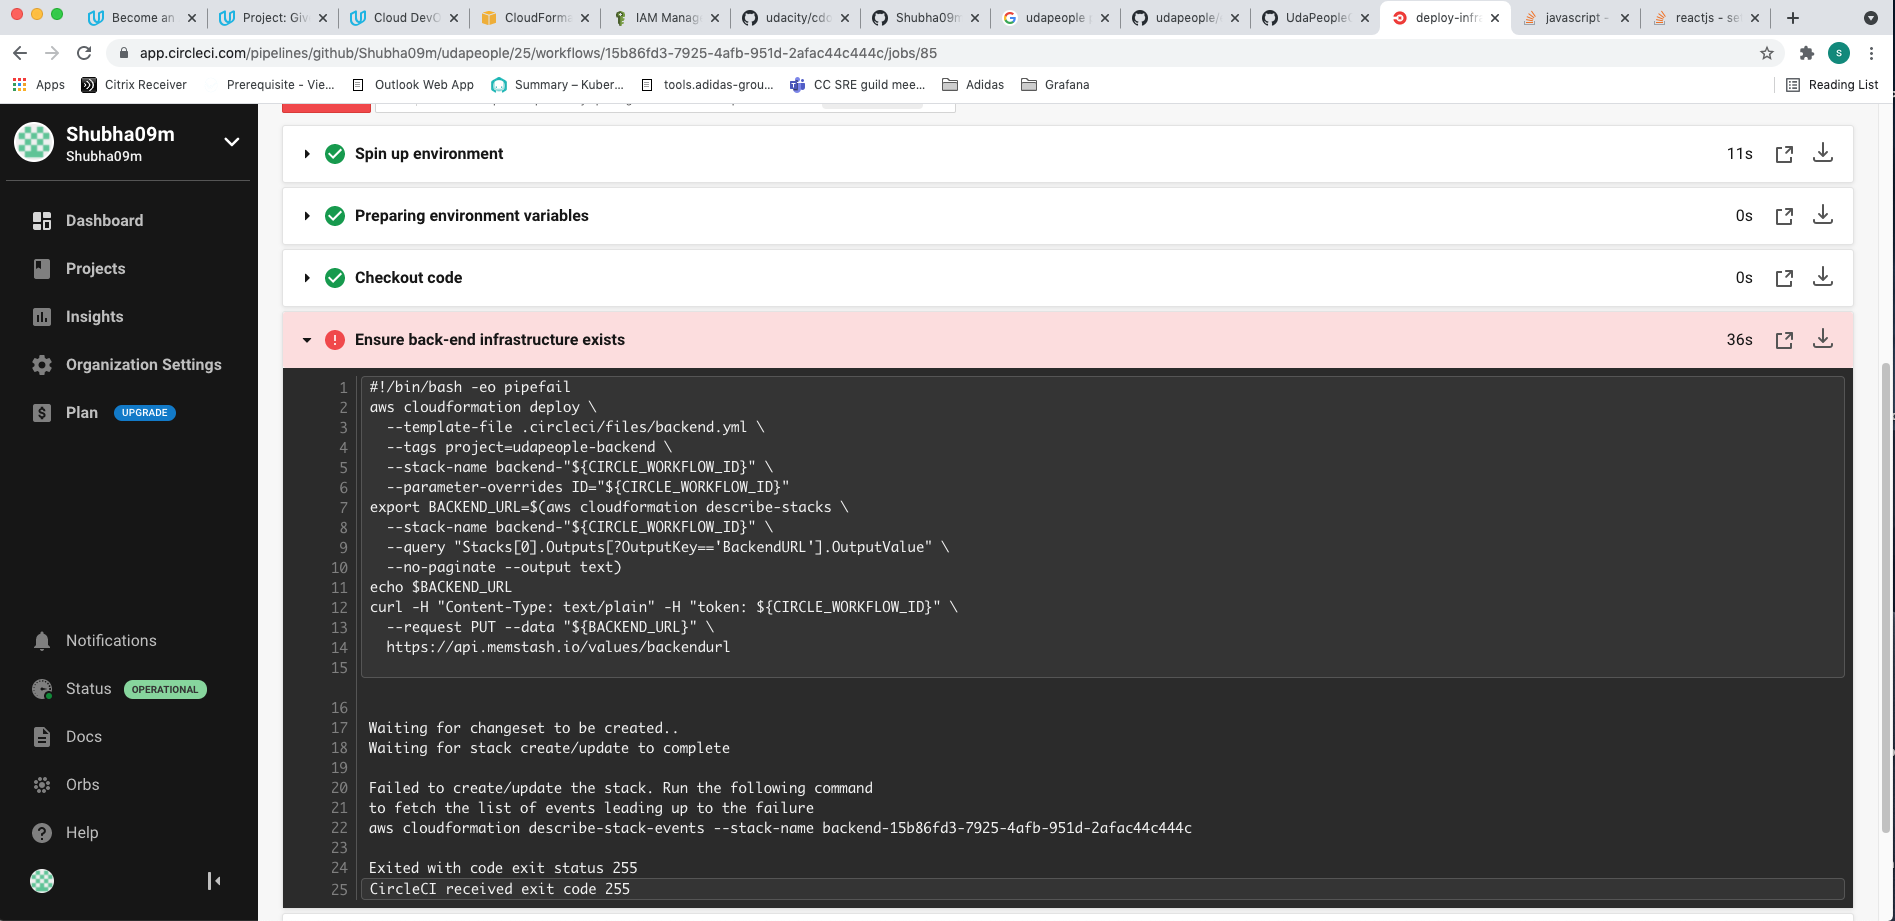 Become an
Project: Giv
Cloud DevO
CloudForma
IAM Manag
udacity/cdo
Shubha09m
udapeople
udapeople/
UdaPeople
deploy-infra
javascript -
reactjs - se
app.circleci.com/pipelines/github/Shubha09m/udapeople/25/workflows/15b86fd3-7925-4afb-951d-2afac44c444c/jobs/85
S
Apps
Citrix Receiver
Prerequisite - Vie...
Outlook Web App
Summary – Kuber...
tools.adidas-grou...
CC SRE guild mee...
Adidas
Grafana
Reading List
Shubha09m
Shubha09m
Dashboard
Projects
Insights
Organization Settings
Plan UPGRADE
Notifications
Status OPERATIONAL
Docs
Orbs
Help
Spin up environment 11s
Preparing environment variables 0s
Checkout code 0s
Ensure back-end infrastructure exists 36s
1 #!/bin/bash -eo pipefail
2 aws cloudformation deploy \
3 --template-file .circleci/files/backend.yml \
4 --tags project=udapeople-backend \
5 --stack-name backend-"${CIRCLE_WORKFLOW_ID}" \
6 --parameter-overrides ID="${CIRCLE_WORKFLOW_ID}"
7 export BACKEND_URL=$(aws cloudformation describe-stacks \
8 --stack-name backend-"${CIRCLE_WORKFLOW_ID}" \
9 --query "Stacks[0].Outputs[?OutputKey=='BackendURL'].OutputValue" \
10 --no-paginate --output text)
11 echo $BACKEND_URL
12 curl -H "Content-Type: text/plain" -H "token: ${CIRCLE_WORKFLOW_ID}" \
13 --request PUT --data "${BACKEND_URL}" \
14 https://api.memstash.io/values/backendurl
15
16
17 Waiting for changeset to be created..
18 Waiting for stack create/update to complete
19
20 Failed to create/update the stack. Run the following command
21 to fetch the list of events leading up to the failure
22 aws cloudformation describe-stack-events --stack-name backend-15b86fd3-7925-4afb-951d-2afac44c444c
23
24 Exited with code exit status 255
25 CircleCI received exit code 255